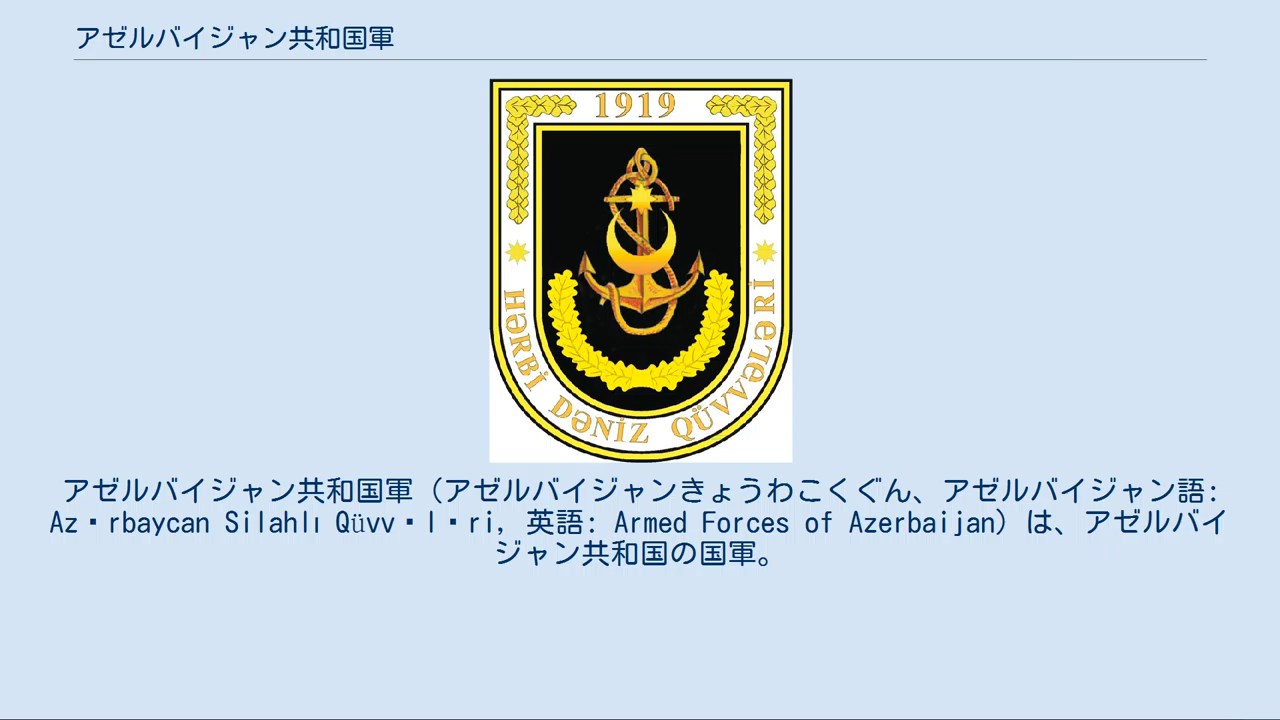 アゼルバイジャン共和国軍
1919
HƏRBİ DƏNİZ QÜVVƏLƏRİ
アゼルバイジャン共和国軍（アゼルバイジャンきょうわこくぐん、アゼルバイジャン語:
Az・rbaycan Silahlı Qüvv・l・ri, 英語: Armed Forces of Azerbaijan）は、アゼルバイ
ジャン共和国の国軍。